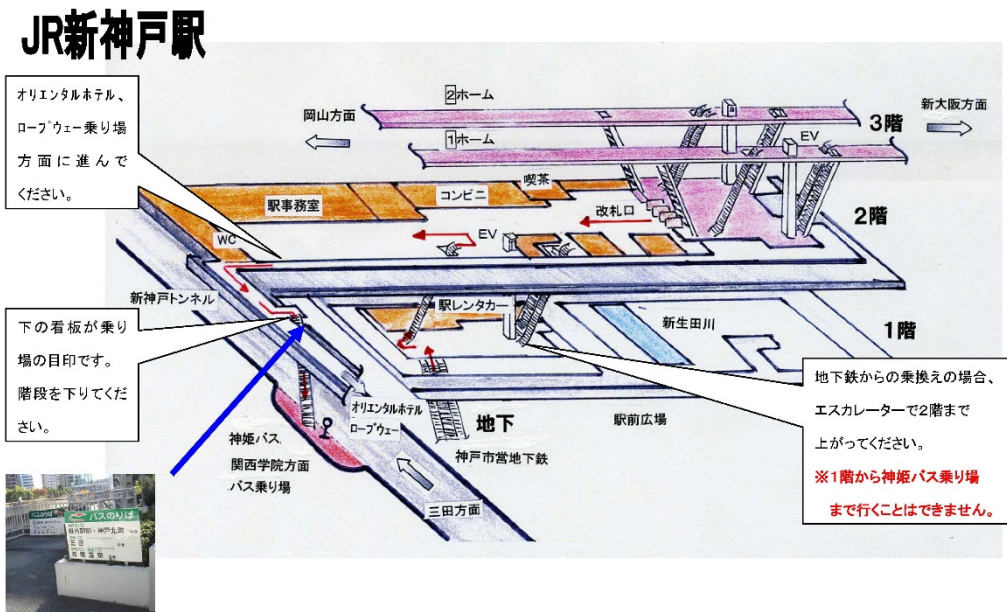 JR新神戸駅
オリエンタルホテル、
ロープウェー乗り場
方面に進んで
ください。
2ホーム
岡山方面
新大阪方面
1ホーム
EV
3階
喫茶
コンビニ
駅事務室
改札口
2階
WC
EV
新神戸トンネル
駅レンタカー
新生田川
1階
下の看板が乗り
場の目印です。
階段を下りてくだ
さい。
地下鉄からの乗換えの場合、
エスカレーターで2階まで
上がってください。
※1階から神姫バス乗り場
まで行くことはできません。
オリエンタルホテル
ロープウェー
地下
駅前広場
神姫バス
関西学院方面
バス乗り場
神戸市営地下鉄
三田方面
バスのりば
バスのりば
三田